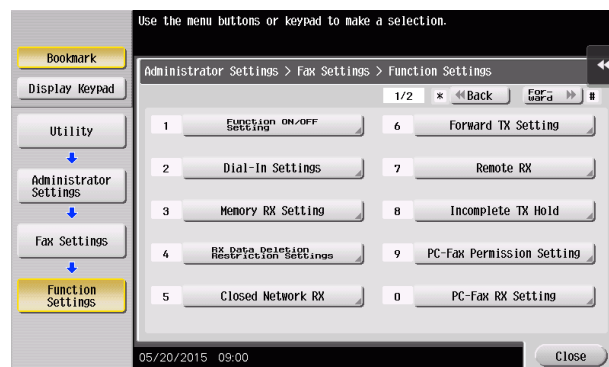 Use the menu buttons or keypad to make a selection.
Bookmark
Display Keypad
Utility
Administrator
Settings
Fax Settings
Function
Settings
Administrator Settings > Fax Settings > Function Settings
1/2 * Back For-
ward #
1 Function ON/OFF
Setting
2 Dial-In Settings
3 Memory RX Setting
4 RX Data Deletion
Restriction Settings
5 Closed Network RX
6 Forward TX Setting
7 Remote RX
8 Incomplete TX Hold
9 PC-Fax Permission Setting
0 PC-Fax RX Setting
05/20/2015 09:00
Close